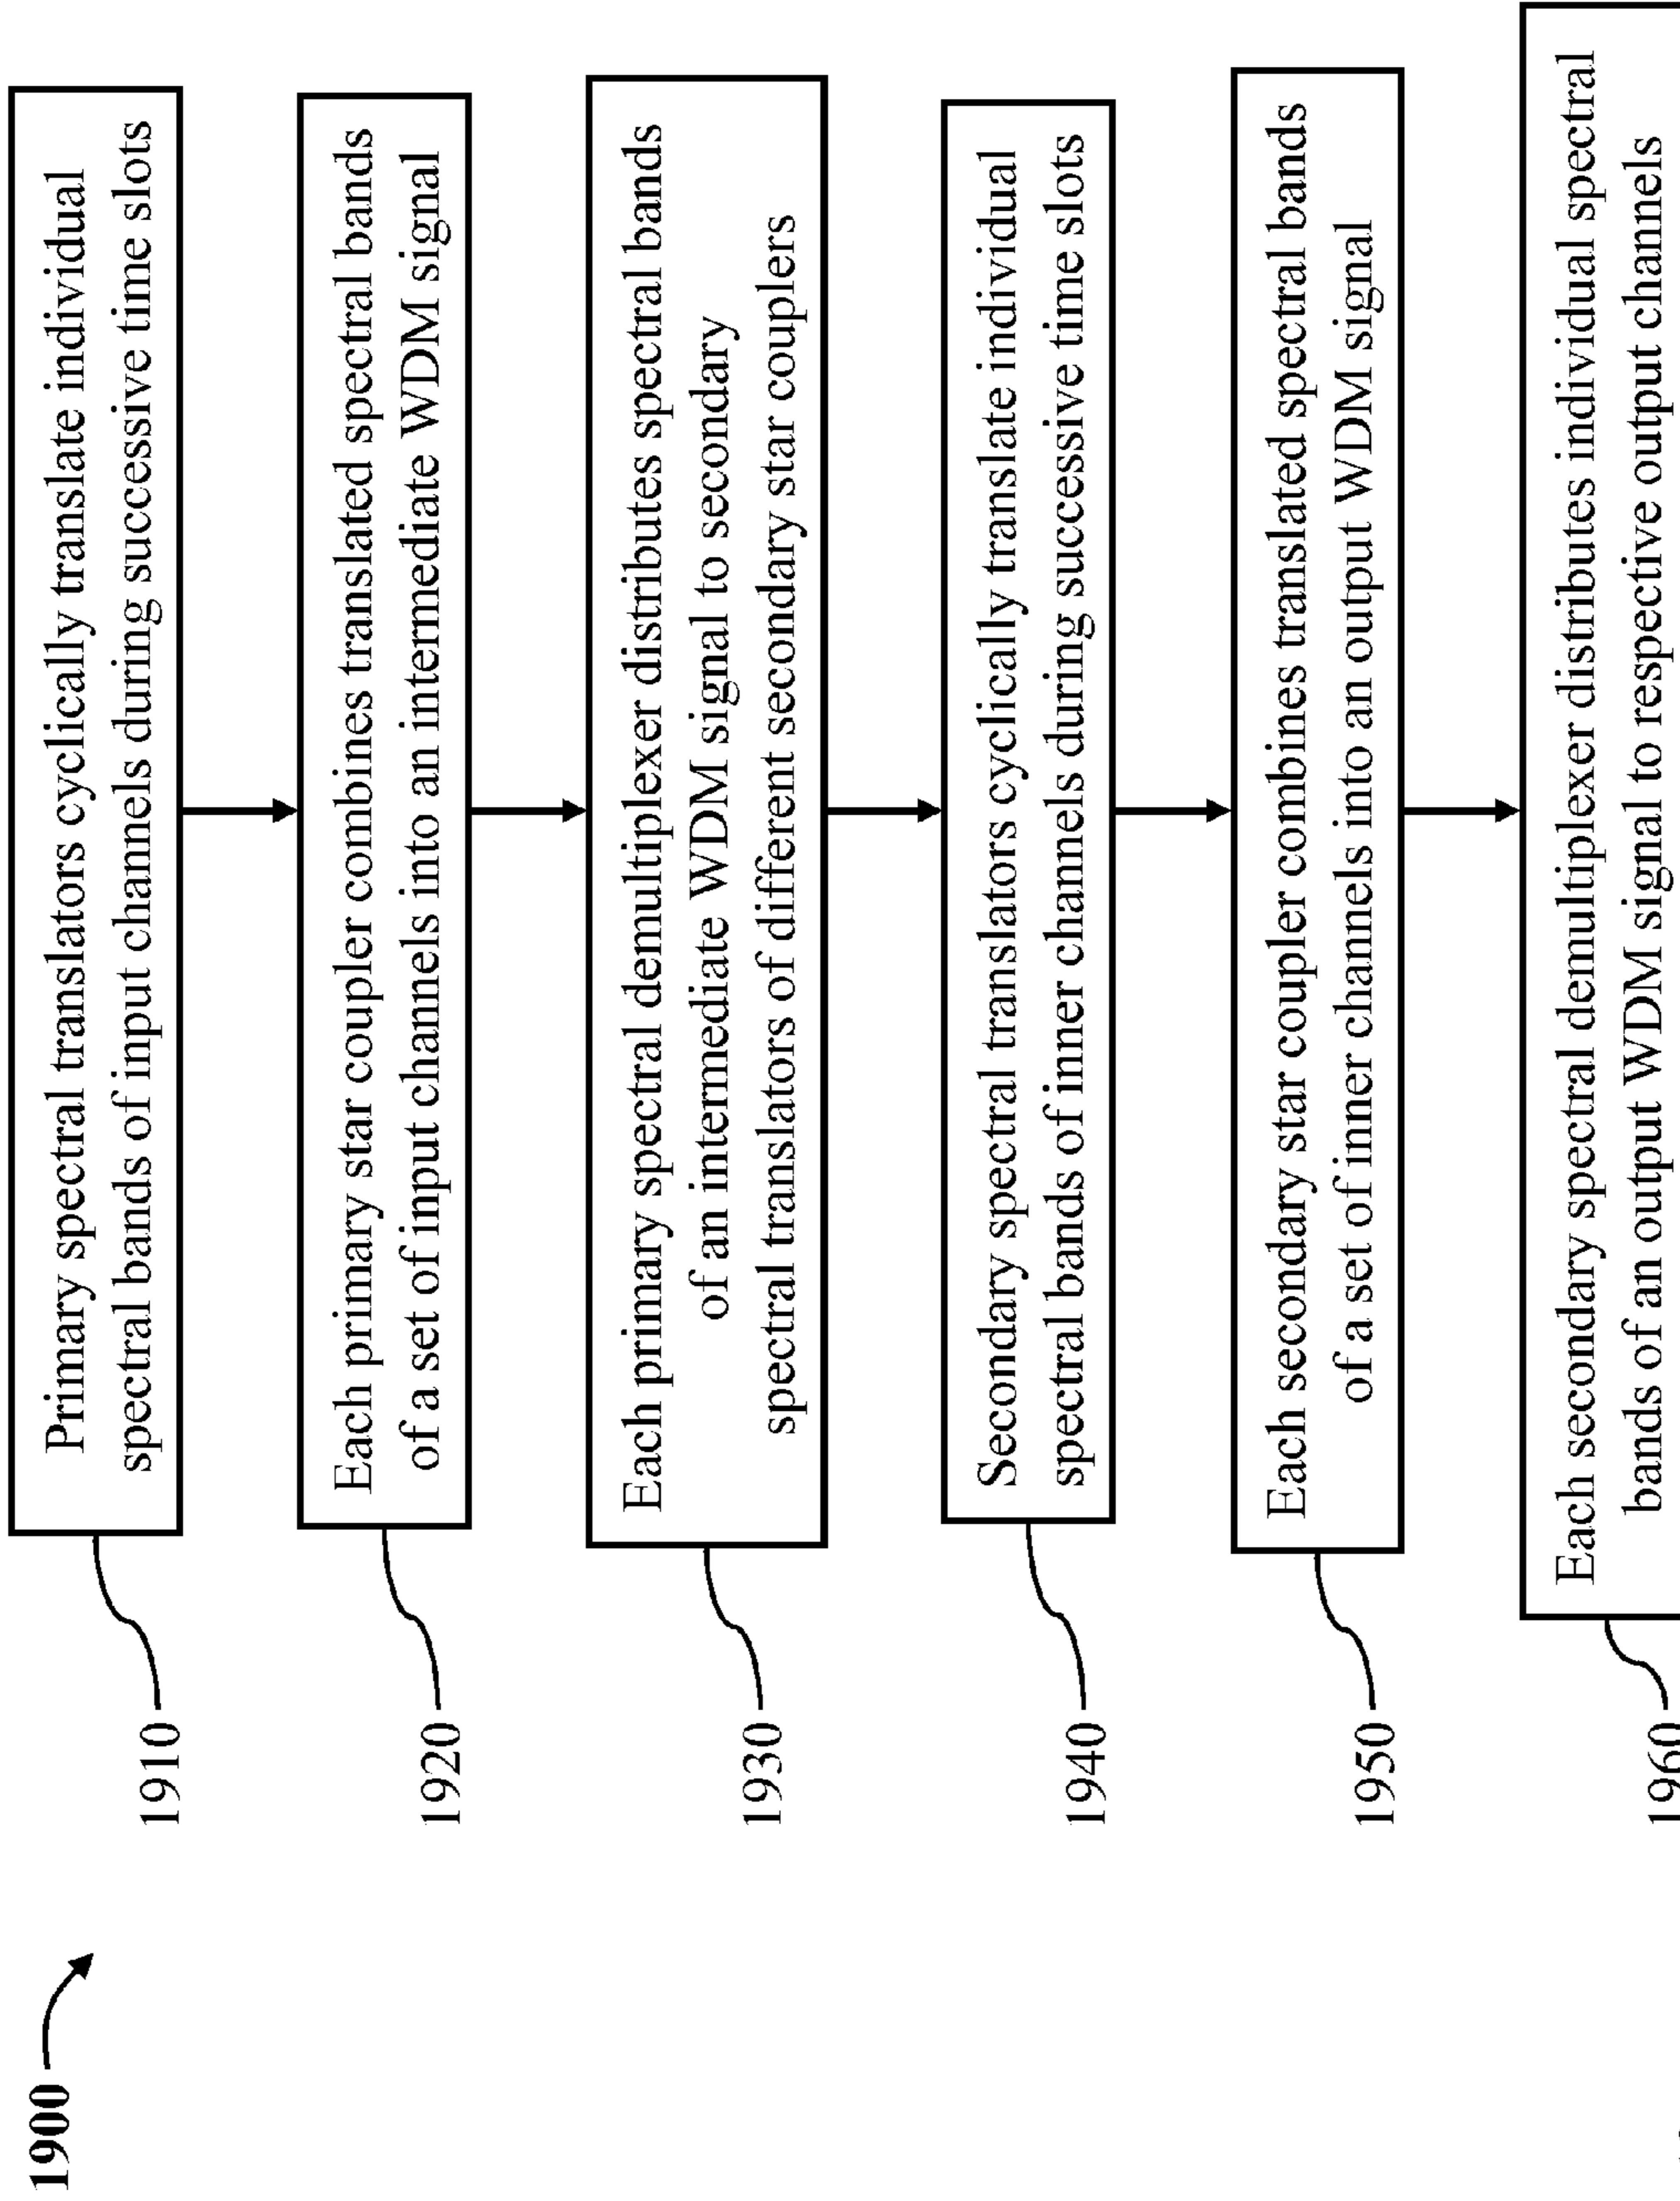 1900
1910
Primary spectral translators cyclically translate individual
spectral bands of input channels during successive time slots
1920
Each primary star coupler combines translated spectral bands
of a set of input channels into an intermediate WDM signal
1930
Each primary spectral demultiplexer distributes spectral bands
of an intermediate WDM signal to secondary
spectral translators of different secondary star couplers
1940
Secondary spectral translators cyclically translate individual
spectral bands of inner channels during successive time slots
1950
Each secondary star coupler combines translated spectral bands
of a set of inner channels into an output WDM signal
1960
Each secondary spectral demultiplexer distributes individual spectral
bands of an output WDM signal to respective output channels